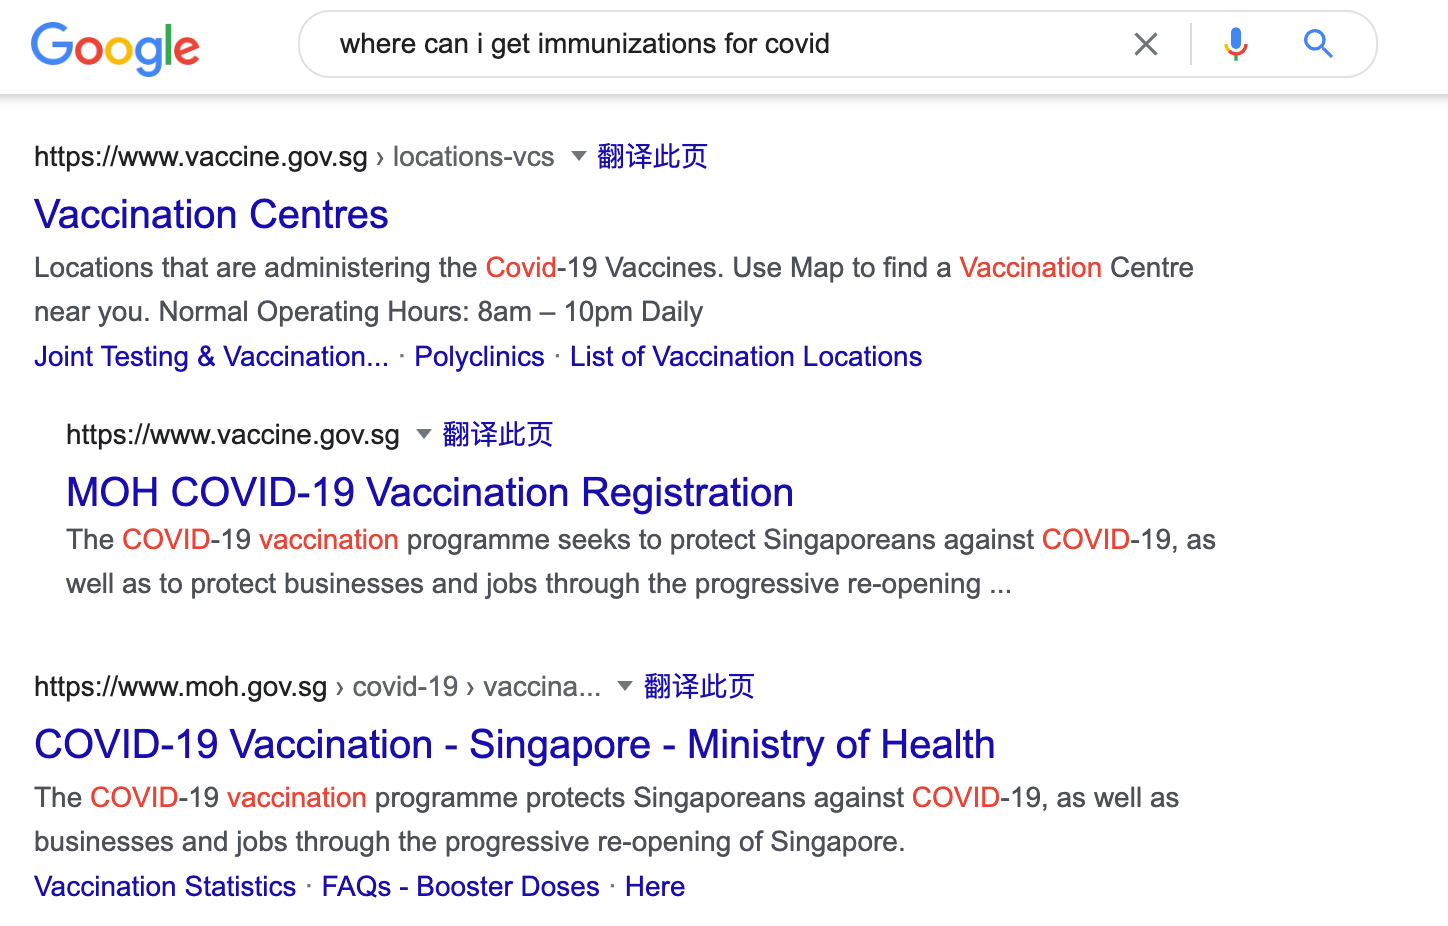 Google
where can i get immunizations for covid
https://www.vaccine.gov.sg › locations-vcs 翻译此页
Vaccination Centres
Locations that are administering the Covid-19 Vaccines. Use Map to find a Vaccination Centre
near you. Normal Operating Hours: 8am – 10pm Daily
Joint Testing & Vaccination... · Polyclinics · List of Vaccination Locations
https://www.vaccine.gov.sg 翻译此页
MOH COVID-19 Vaccination Registration
The COVID-19 vaccination programme seeks to protect Singaporeans against COVID-19, as
well as to protect businesses and jobs through the progressive re-opening ...
https://www.moh.gov.sg › covid-19 › vaccina... 翻译此页
COVID-19 Vaccination - Singapore - Ministry of Health
The COVID-19 vaccination programme protects Singaporeans against COVID-19, as well as
businesses and jobs through the progressive re-opening of Singapore.
Vaccination Statistics · FAQs - Booster Doses · Here